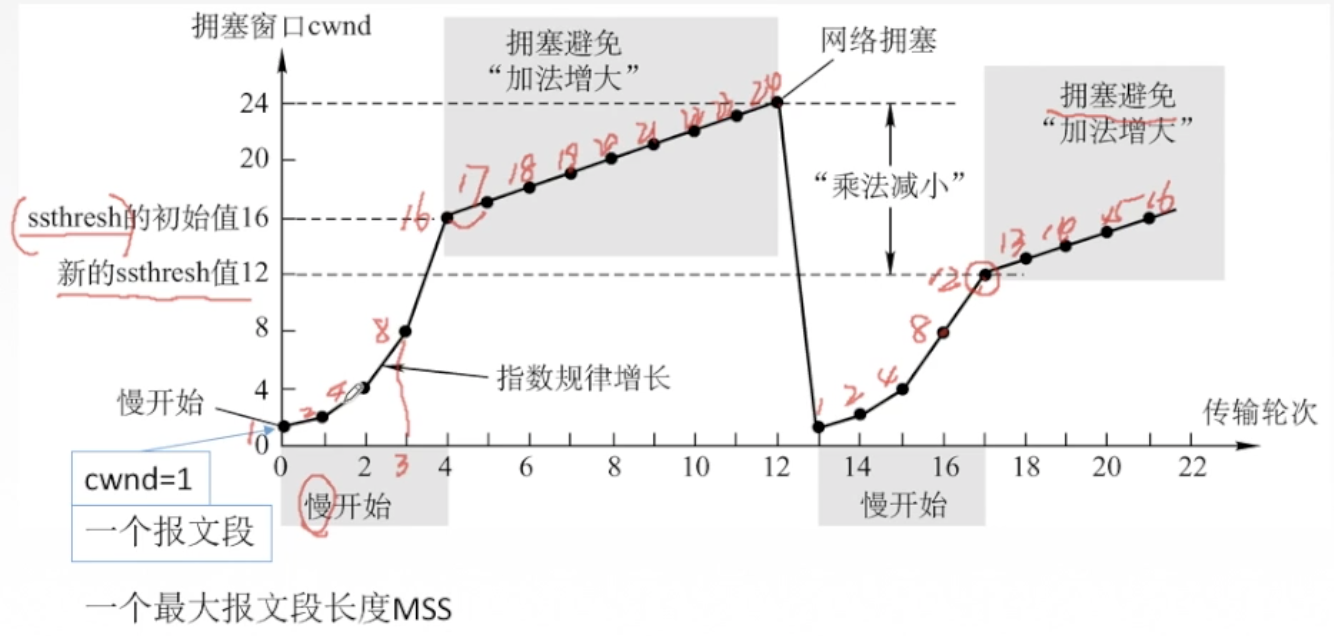 拥塞窗口cwnd
拥塞避免
“加法增大”
网络拥塞
24
20
ssthresh的初始值16
新的ssthresh值12
8
4
0
“乘法减小”
拥塞避免
“加法增大”
指数规律增长
慢开始
传输轮次
0 2 4 6 8 10 12 14 16 18 20 22
慢开始
慢开始
cwnd=1
一个报文段
一个最大报文段长度MSS
1
2
4
8
3
16
17
18
19
20
21
22
23
24
1
2
4
8
12
13
14
15
16